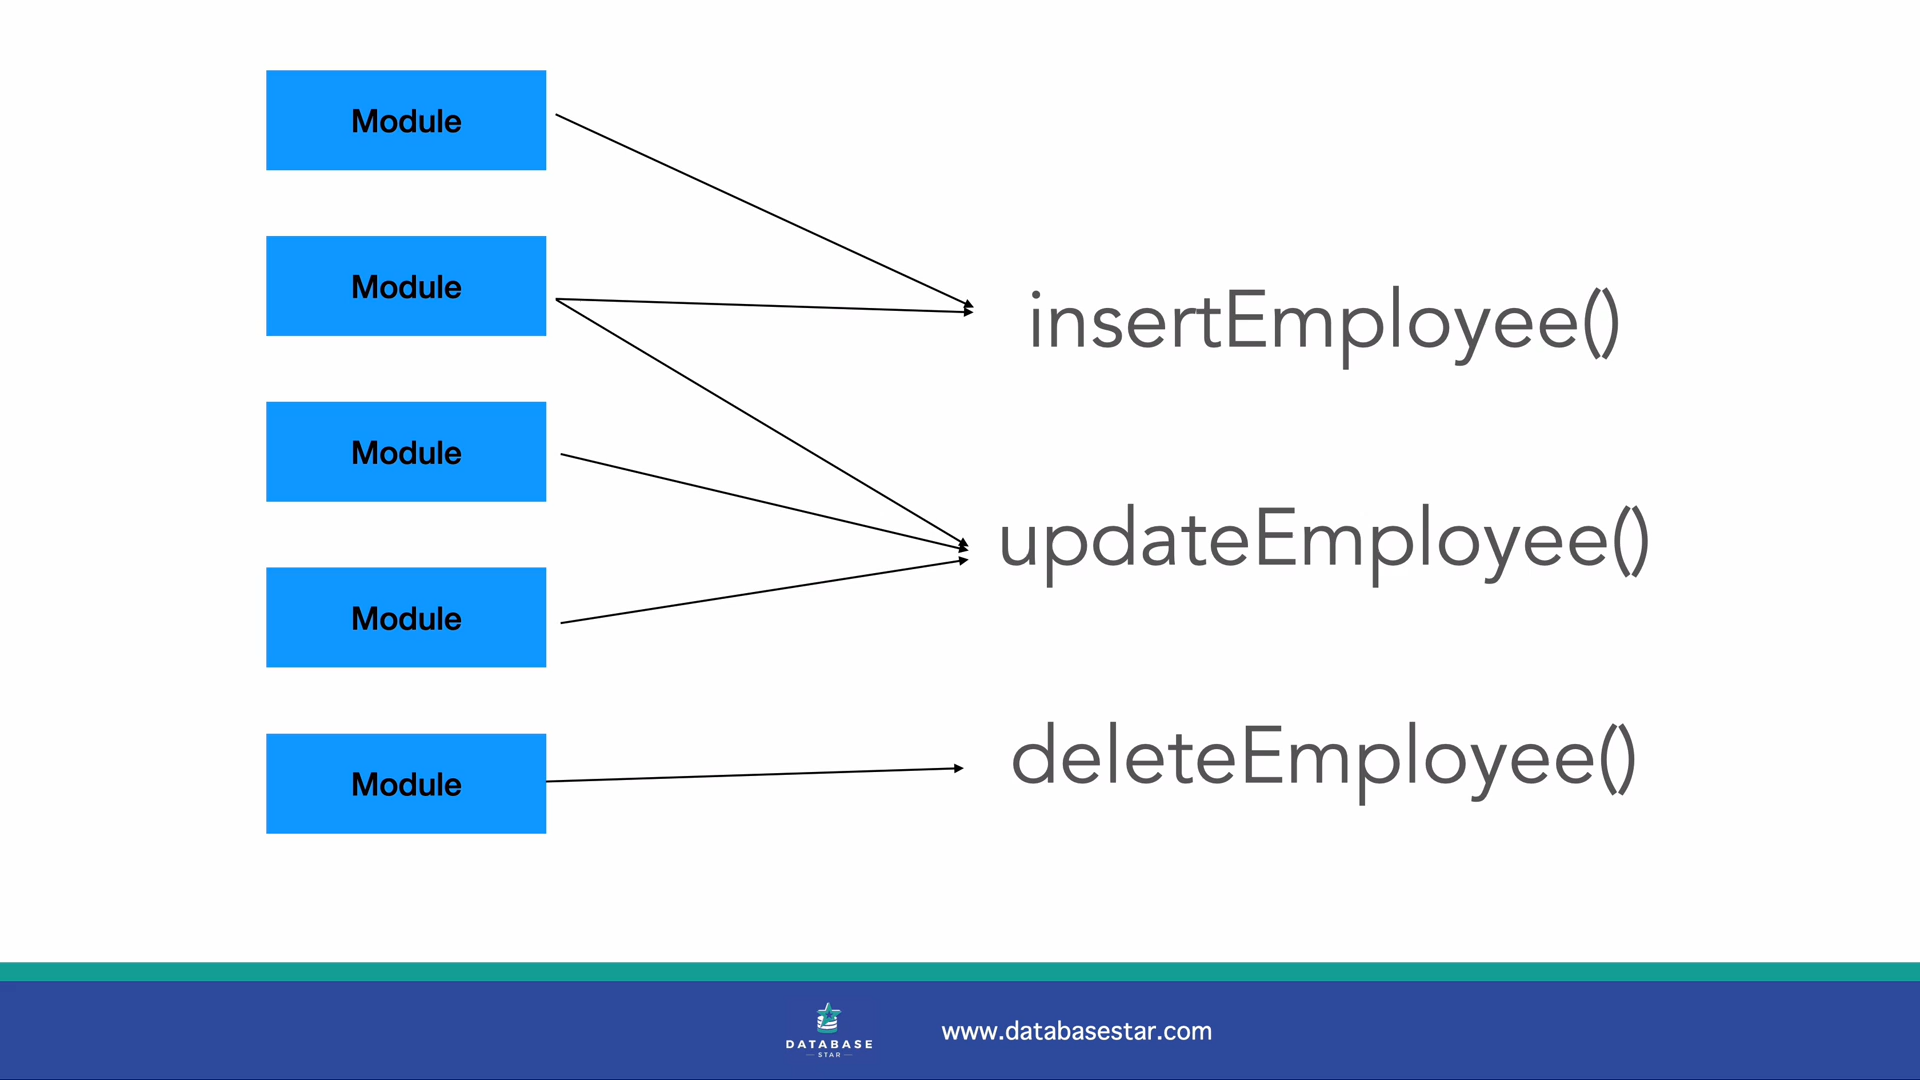 Module
Module
insertEmployee()
Module
updateEmployee()
Module
deleteEmployee()
Module
DATABASE
STAR
www.databasestar.com